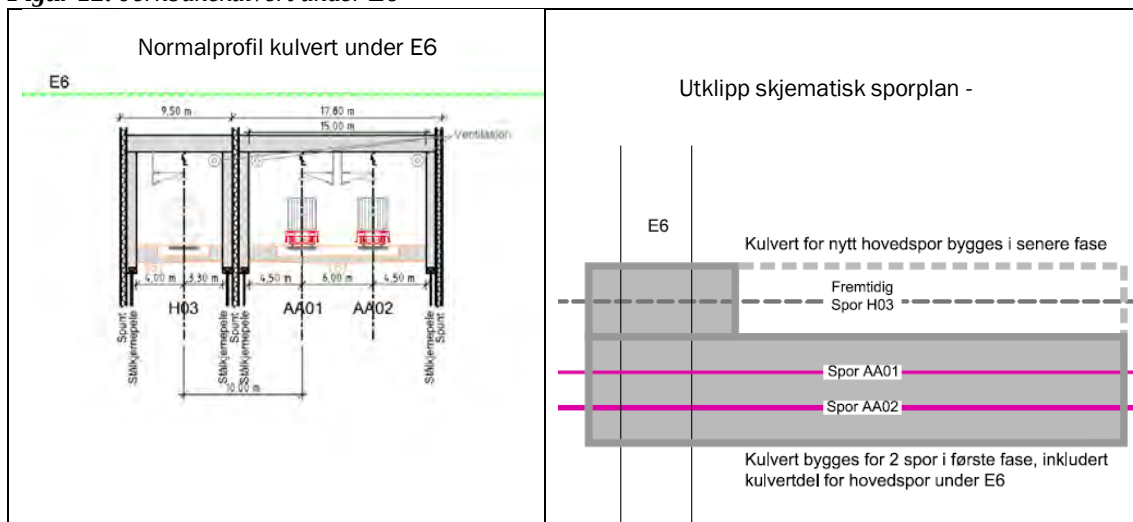 Normalprofil kulvert under E6
E6
9,50 m
17,80 m
15,00 m
Ventilasjon
4,00 m
3,30 m
4,50 m
6,00 m
4,50 m
H03
AA01
AA02
Spunt
Stålkjernepele
Stålkjernepele
Spunt
Stålkjernepele
Stålkjernepele
Spunt
10,00 m
Utklipp skjematisk sporplan -
E6
Kulvert for nytt hovedspor bygges i senere fase
Fremtidig
Spor H03
Spor AA01
Spor AA02
Kulvert bygges for 2 spor i første fase, inkludert
kulvertdel for hovedspor under E6